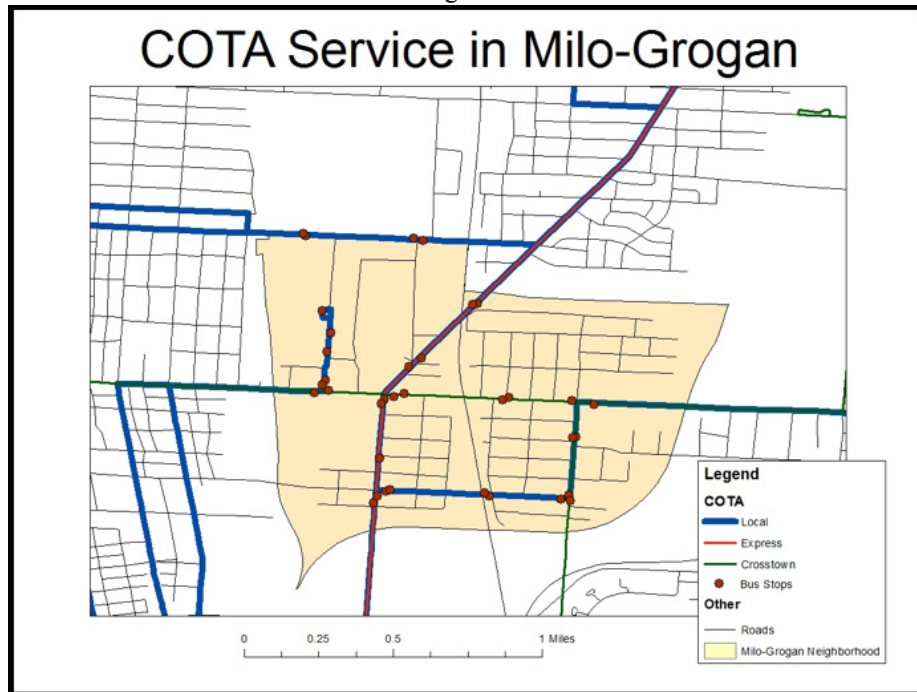 COTA Service in Milo-Grogan
Legend
COTA
Local
Express
Crosstown
Bus Stops
Other
Roads
Milo-Grogan Neighborhood
0 0.25 0.5 1 Miles